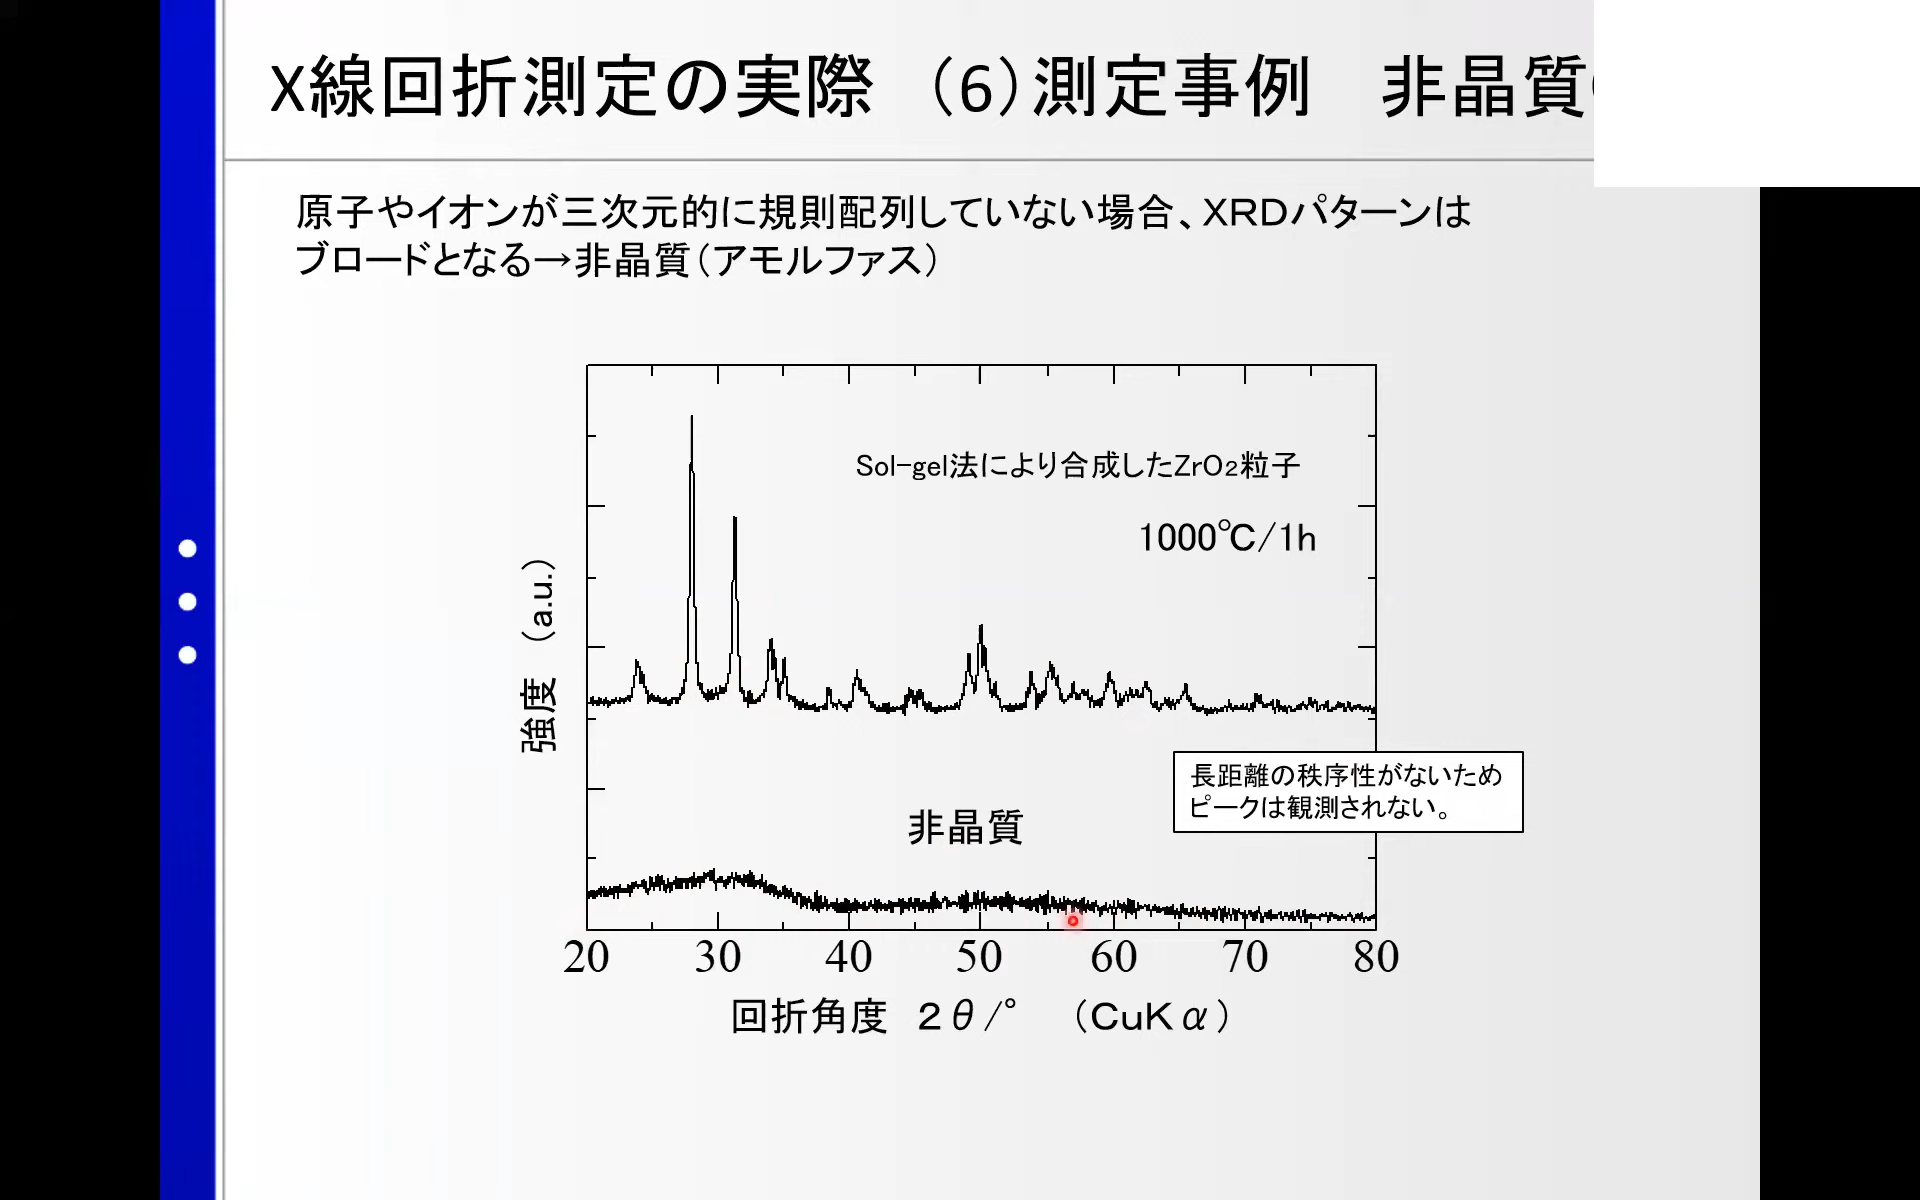 X線回折測定の実際 （6）測定事例 非晶質
原子やイオンが三次元的に規則配列していない場合、XRDパターンは
ブロードとなる→非晶質（アモルファス）
Sol-gel法により合成したZrO₂粒子
1000℃/1h
強度 （a.u.）
長距離の秩序性がないため
ピークは観測されない。
非晶質
20 30 40 50 60 70 80
回折角度 2θ/° （CuKα）